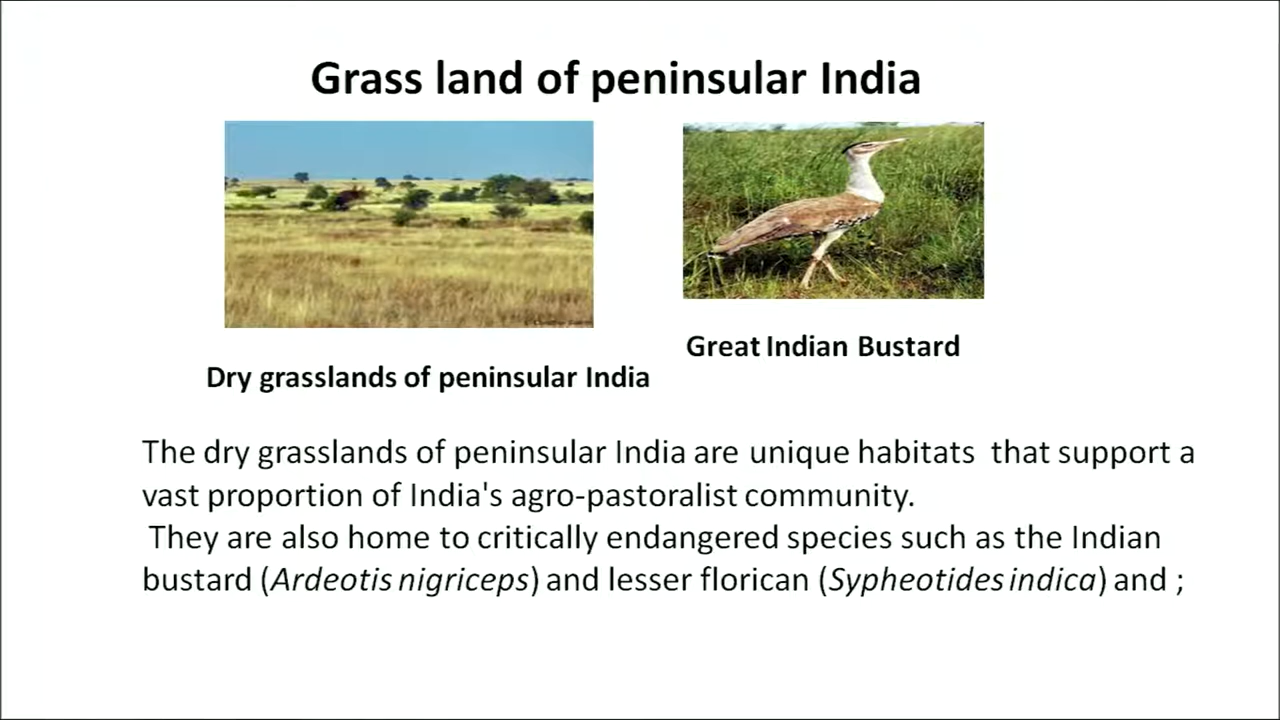 Grass land of peninsular India
Great Indian Bustard
Dry grasslands of peninsular India
The dry grasslands of peninsular India are unique habitats that support a
vast proportion of India's agro-pastoralist community.
They are also home to critically endangered species such as the Indian
bustard (Ardeotis nigriceps) and lesser florican (Sypheotides indica) and ;